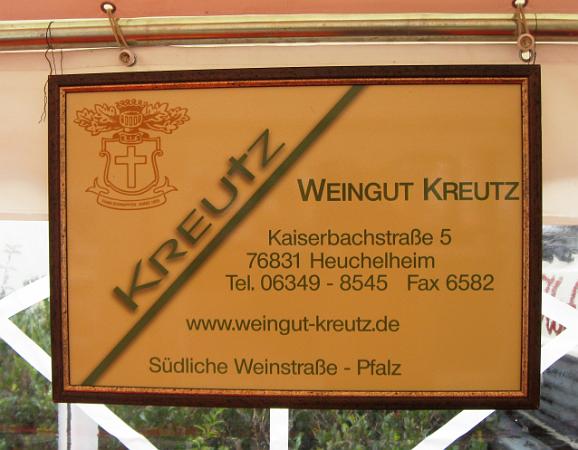 KREUTZ
WEINGUT KREUTZ
Kaiserbachstraße 5
76831 Heuchelheim
Tel. 06349 - 8545 Fax 6582
www.weingut-kreutz.de
Südliche Weinstraße - Pfalz